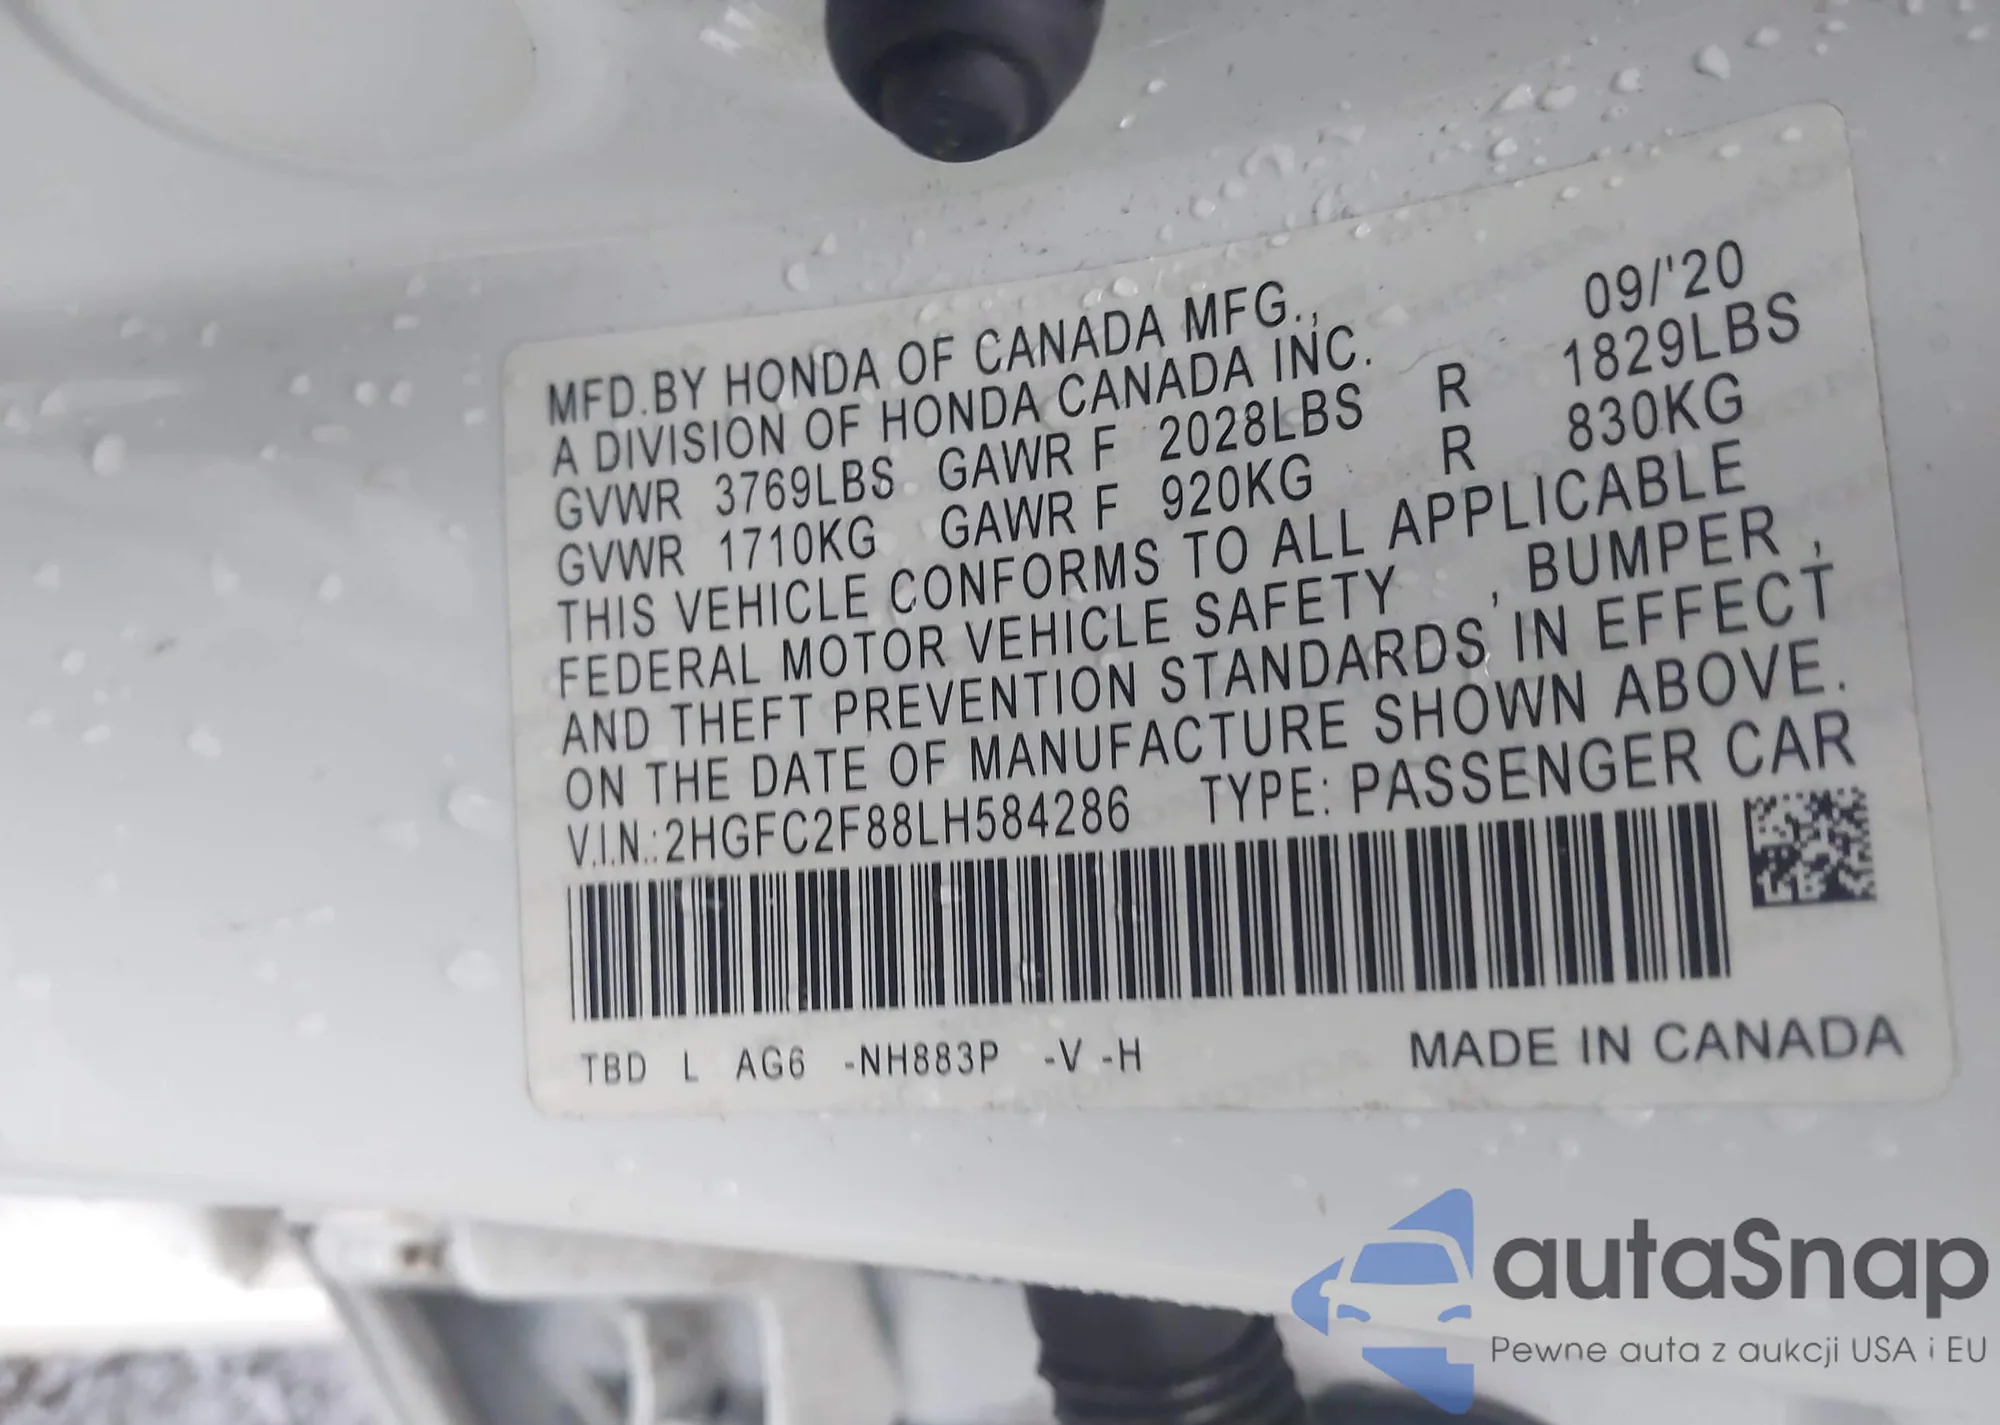 MFD.BY HONDA OF CANADA MFG., 09/'20
A DIVISION OF HONDA CANADA INC.
GVWR 3769LBS GAWR F 2028LBS R 1829LBS
GVWR 1710KG GAWR F 920KG R 830KG
THIS VEHICLE CONFORMS TO ALL APPLICABLE
FEDERAL MOTOR VEHICLE SAFETY , BUMPER ,
AND THEFT PREVENTION STANDARDS IN EFFECT
ON THE DATE OF MANUFACTURE SHOWN ABOVE.
V.I.N.:2HGFC2F88LH584286 TYPE: PASSENGER CAR
TBD L AG6 -NH883P -V -H MADE IN CANADA
autaSnap
Pewne auta z aukcji USA i EU